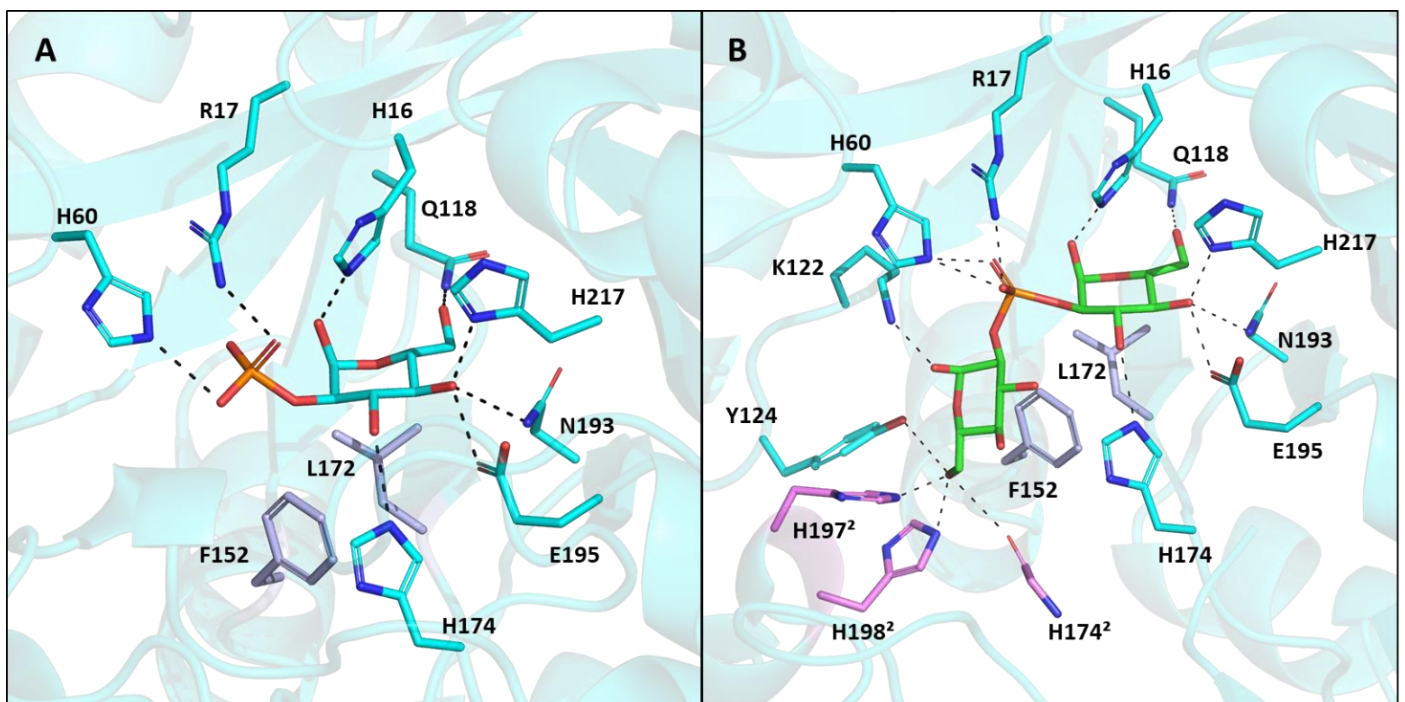 A
R17
H16
H60
Q118
H217
N193
L172
F152
E195
H174
B
R17
H16
H60
Q118
K122
H217
N193
L172
Y124
E195
F152
H197²
H174
H198²
H174²